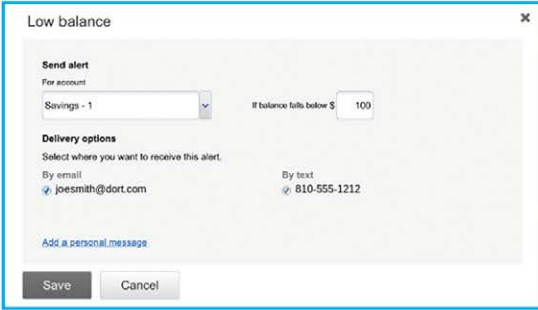 Low balance
Send alert
For account
Savings - 1
If balance falls below $ 100
Delivery options
Select where you want to receive this alert.
By email
By text
joesmith@dort.com
810-555-1212
Add a personal message
Save
Cancel